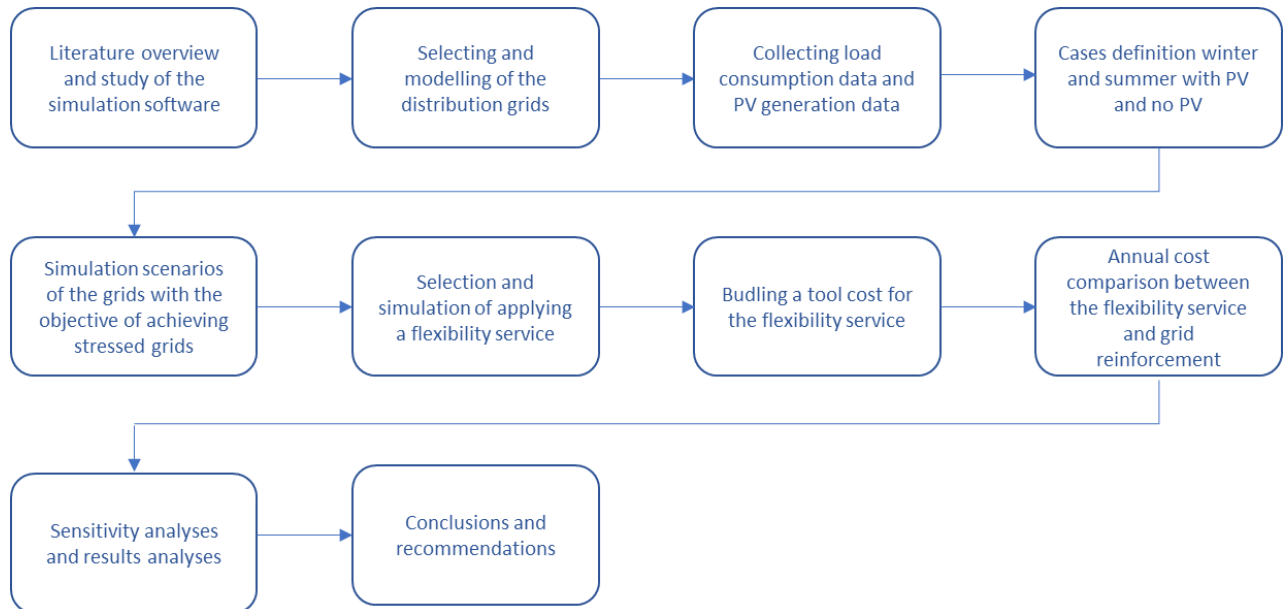 Literature overview
and study of the
simulation software
Selecting and
modelling of the
distribution grids
Collecting load
consumption data and
PV generation data
Cases definition winter
and summer with PV
and no PV
Simulation scenarios
of the grids with the
objective of achieving
stressed grids
Selection and
simulation of applying
a flexibility service
Budling a tool cost for
the flexibility service
Annual cost
comparison between
the flexibility service
and grid
reinforcement
Sensitivity analyses
and results analyses
Conclusions and
recommendations